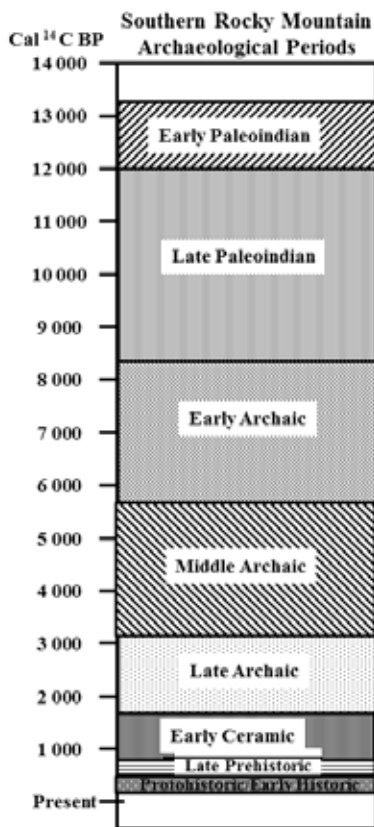 Southern Rocky Mountain
Cal ¹⁴C BP Archaeological Periods
14 000
13 000
Early Paleoindian
12 000
11 000
Late Paleoindian
10 000
9 000
8 000
Early Archaic
7 000
6 000
5 000
Middle Archaic
4 000
3 000
Late Archaic
2 000
Early Ceramic
1 000
Late Prehistoric
Protohistoric Early Historic
Present